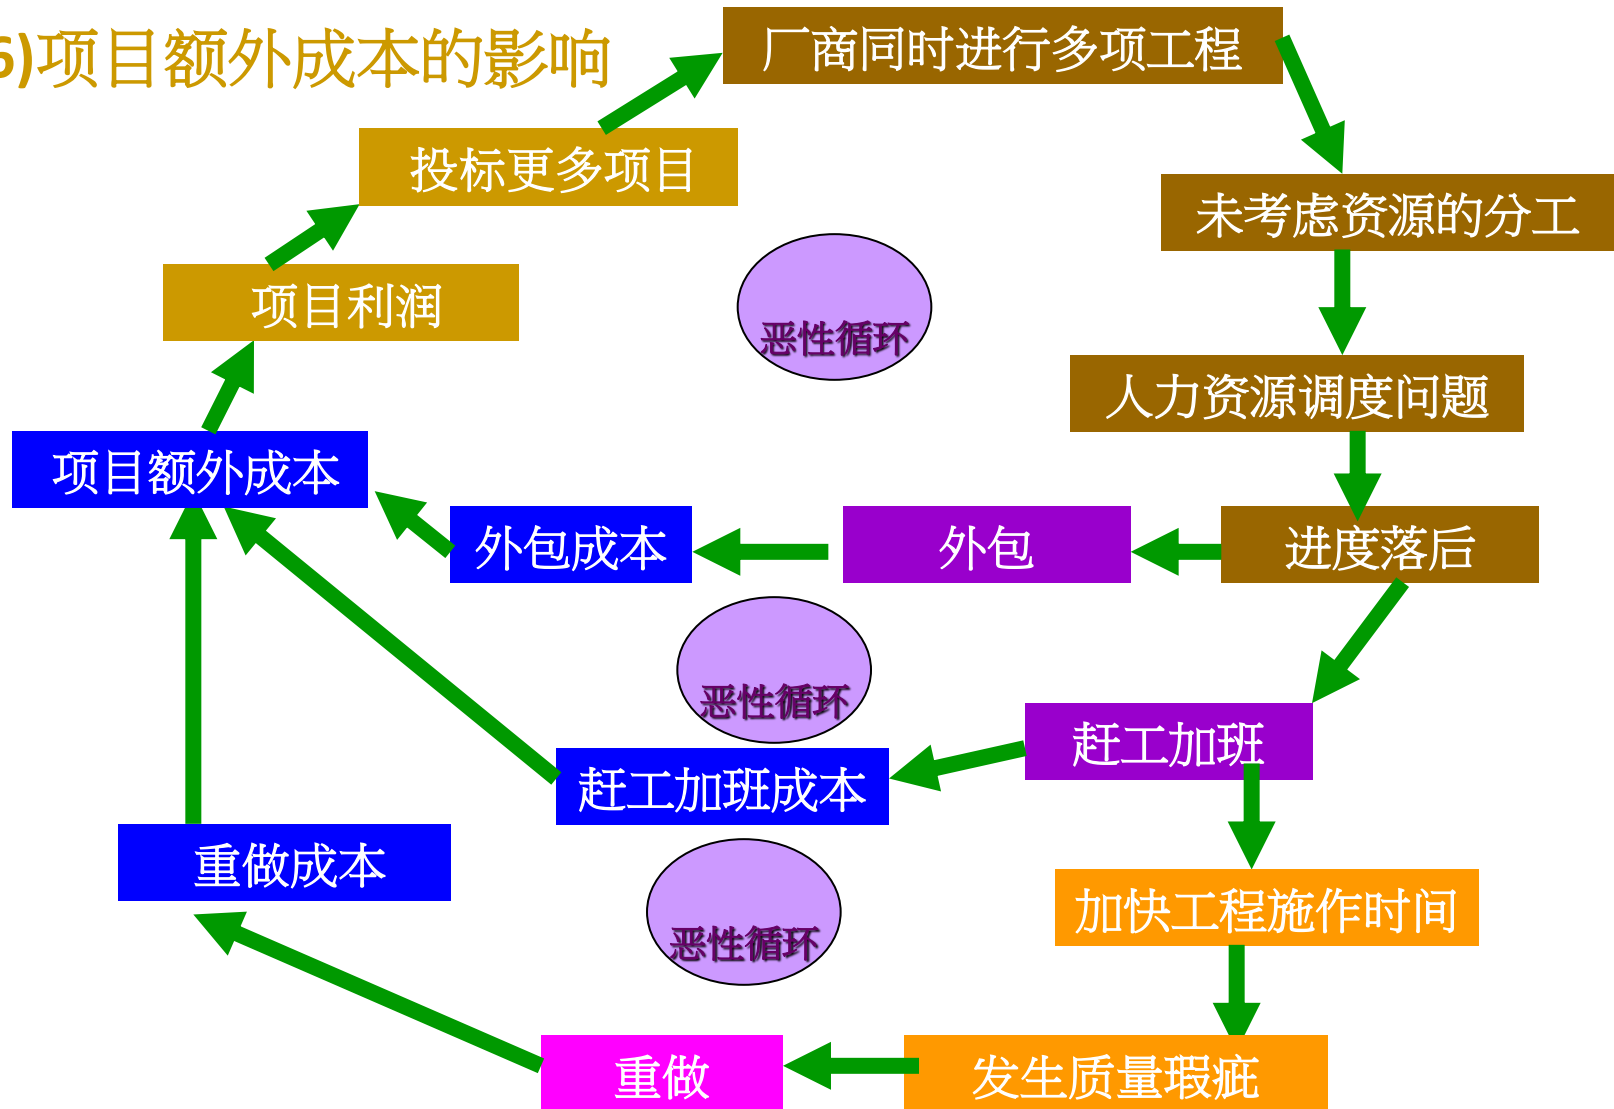 6)项目额外成本的影响
厂商同时进行多项工程
投标更多项目
未考虑资源的分工
项目利润
恶性循环
人力资源调度问题
项目额外成本
外包成本
外包
进度落后
恶性循环
赶工加班
赶工加班成本
重做成本
加快工程施作时间
恶性循环
重做
发生质量瑕疵